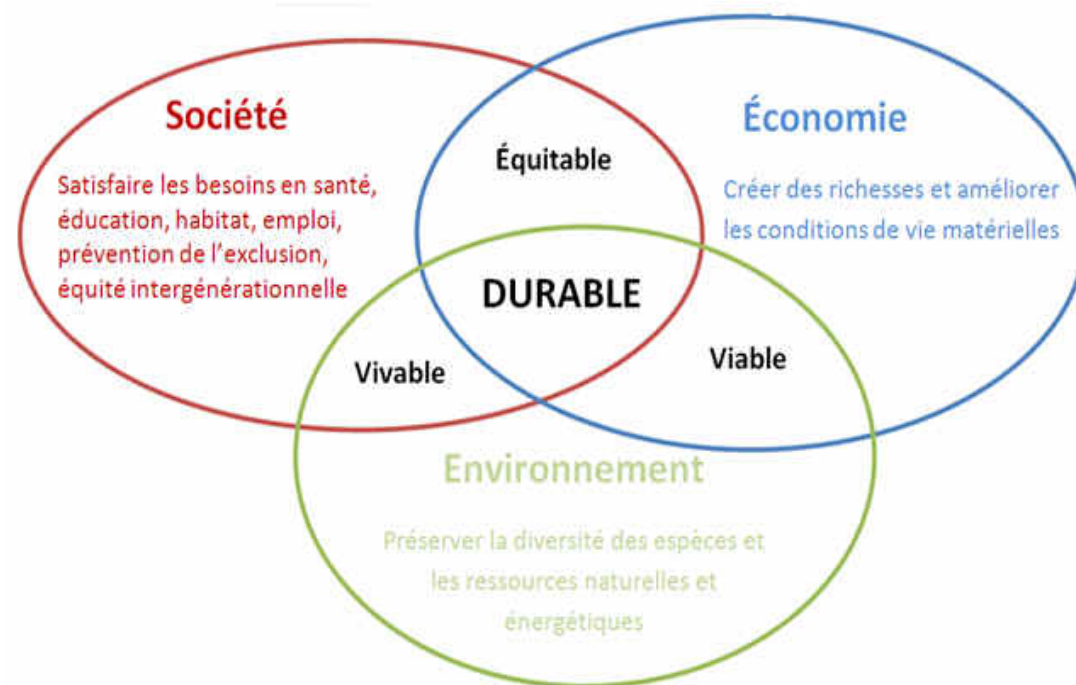 Société
Satisfaire les besoins en santé,
éducation, habitat, emploi,
prévention de l’exclusion,
équité intergénérationnelle
Équitable
Économie
Créer des richesses et améliorer
les conditions de vie matérielles
DURABLE
Vivable
Viable
Environnement
Préserver la diversité des espèces et
les ressources naturelles et
énergétiques